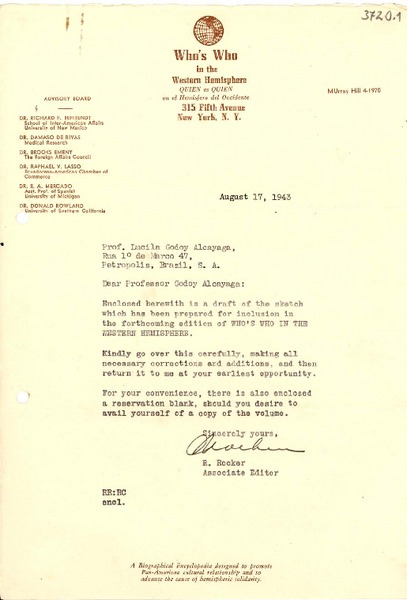 3720.1
Who's Who
in the
Western Hemisphere
QUIEN es QUIEN
en el Hemisfero del Occidente
315 Fifth Avenue
New York, N. Y.
MUrray Hill 4-1970
ADVISORY BOARD
DR. RICHARD F. BEHRENDT
School of Inter-American Affairs
University of New Mexico
DR. DAMASO DE RIVAS
Medical Research
DR. BROOKS EMENY
The Foreign Affairs Council
DR. RAPHAEL V. LASSO
Ecuadorean-American Chamber of
Commerce
DR. E. A. MERCADO
Asst. Prof. of Spanish
University of Michigan
DR. DONALD ROWLAND
University of Southern California
August 17, 1943
Prof. Lucila Godoy Alcayaga,
Rua 1º de Marco 47,
Petropolis, Brazil, S. A.
Dear Professor Godoy Alcayaga:
Enclosed herewith is a draft of the sketch
which has been prepared for inclusion in
the forthcoming edition of WHO'S WHO IN THE
WESTERN HEMISPHERE.
Kindly go over this carefully, making all
necessary corrections and additions, and then
return it to me at your earliest opportunity.
For your convenience, there is also enclosed
a reservation blank, should you desire to
avail yourself of a copy of the volume.
Sincerely yours,
R. Rocker
Associate Editor
RR:RC
encl.
A Biographical Encyclopedia designed to promote
Pan-American cultural relationship and so
advance the cause of hemispheric solidarity.